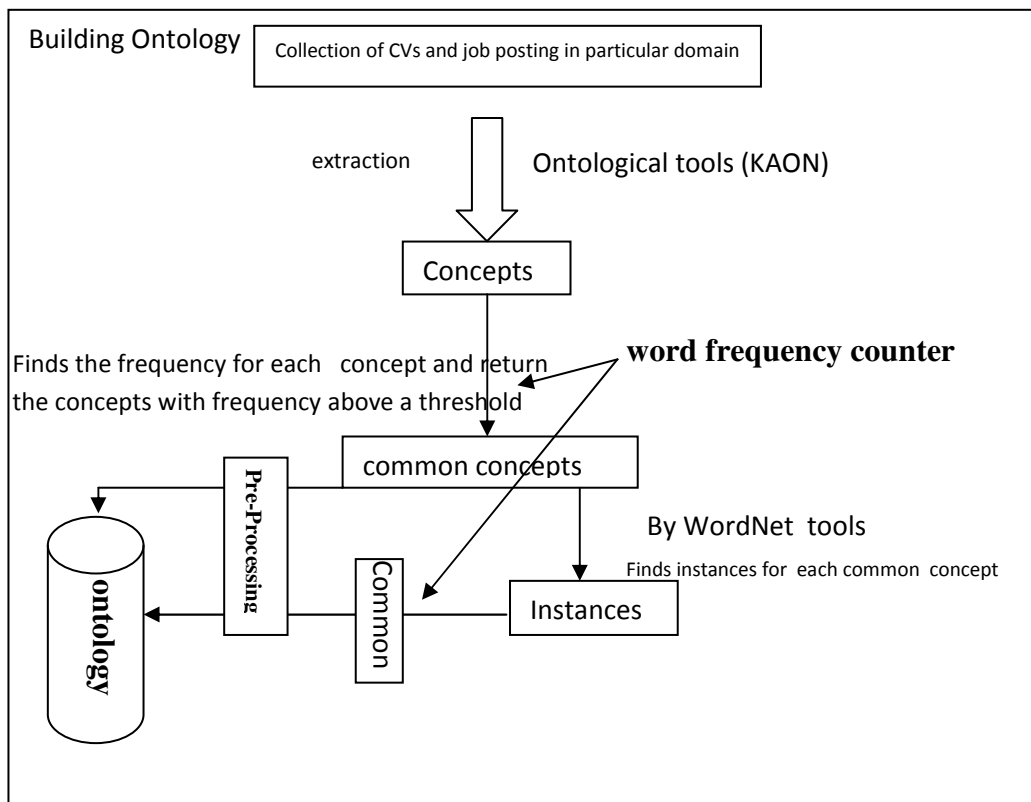 Building Ontology
Collection of CVs and job posting in particular domain
extraction
Ontological tools (KAON)
Concepts
Finds the frequency for each concept and return
the concepts with frequency above a threshold
word frequency counter
common concepts
Pre-Processing
By WordNet tools
Finds instances for each common concept
ontology
Common
Instances